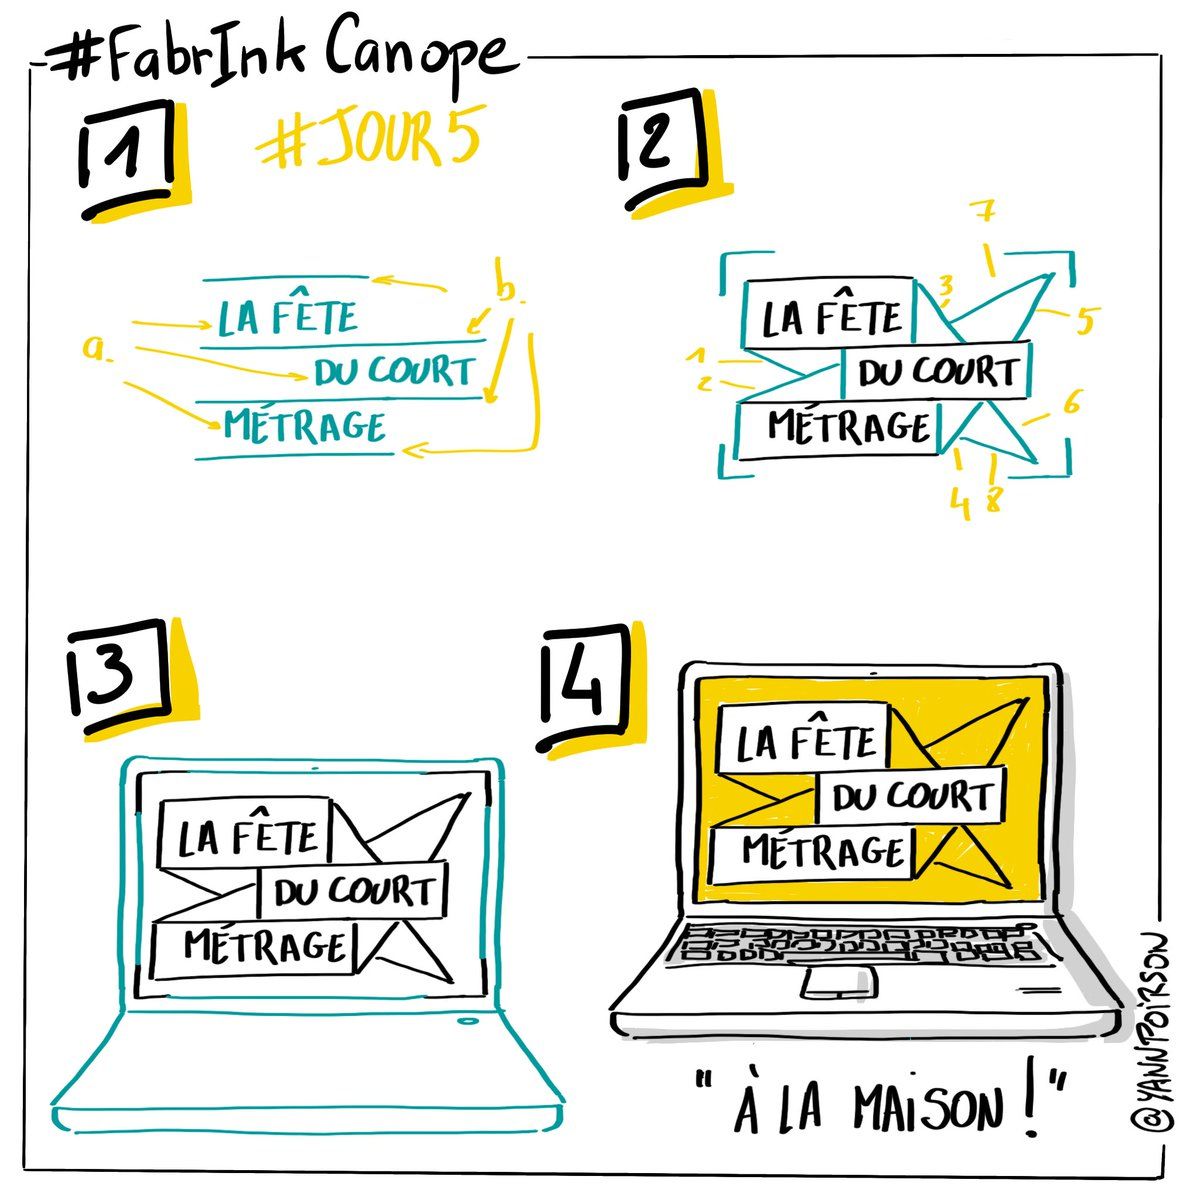 #FabrInk Canope
1
#JOUR5
a.
b.
LA FÊTE
DU COURT
MÉTRAGE
2
7
3
5
1
2
6
4
8
LA FÊTE
DU COURT
MÉTRAGE
3
LA FÊTE
DU COURT
MÉTRAGE
4
LA FÊTE
DU COURT
MÉTRAGE
"À LA MAiSON !"
@YANNPOiRSON